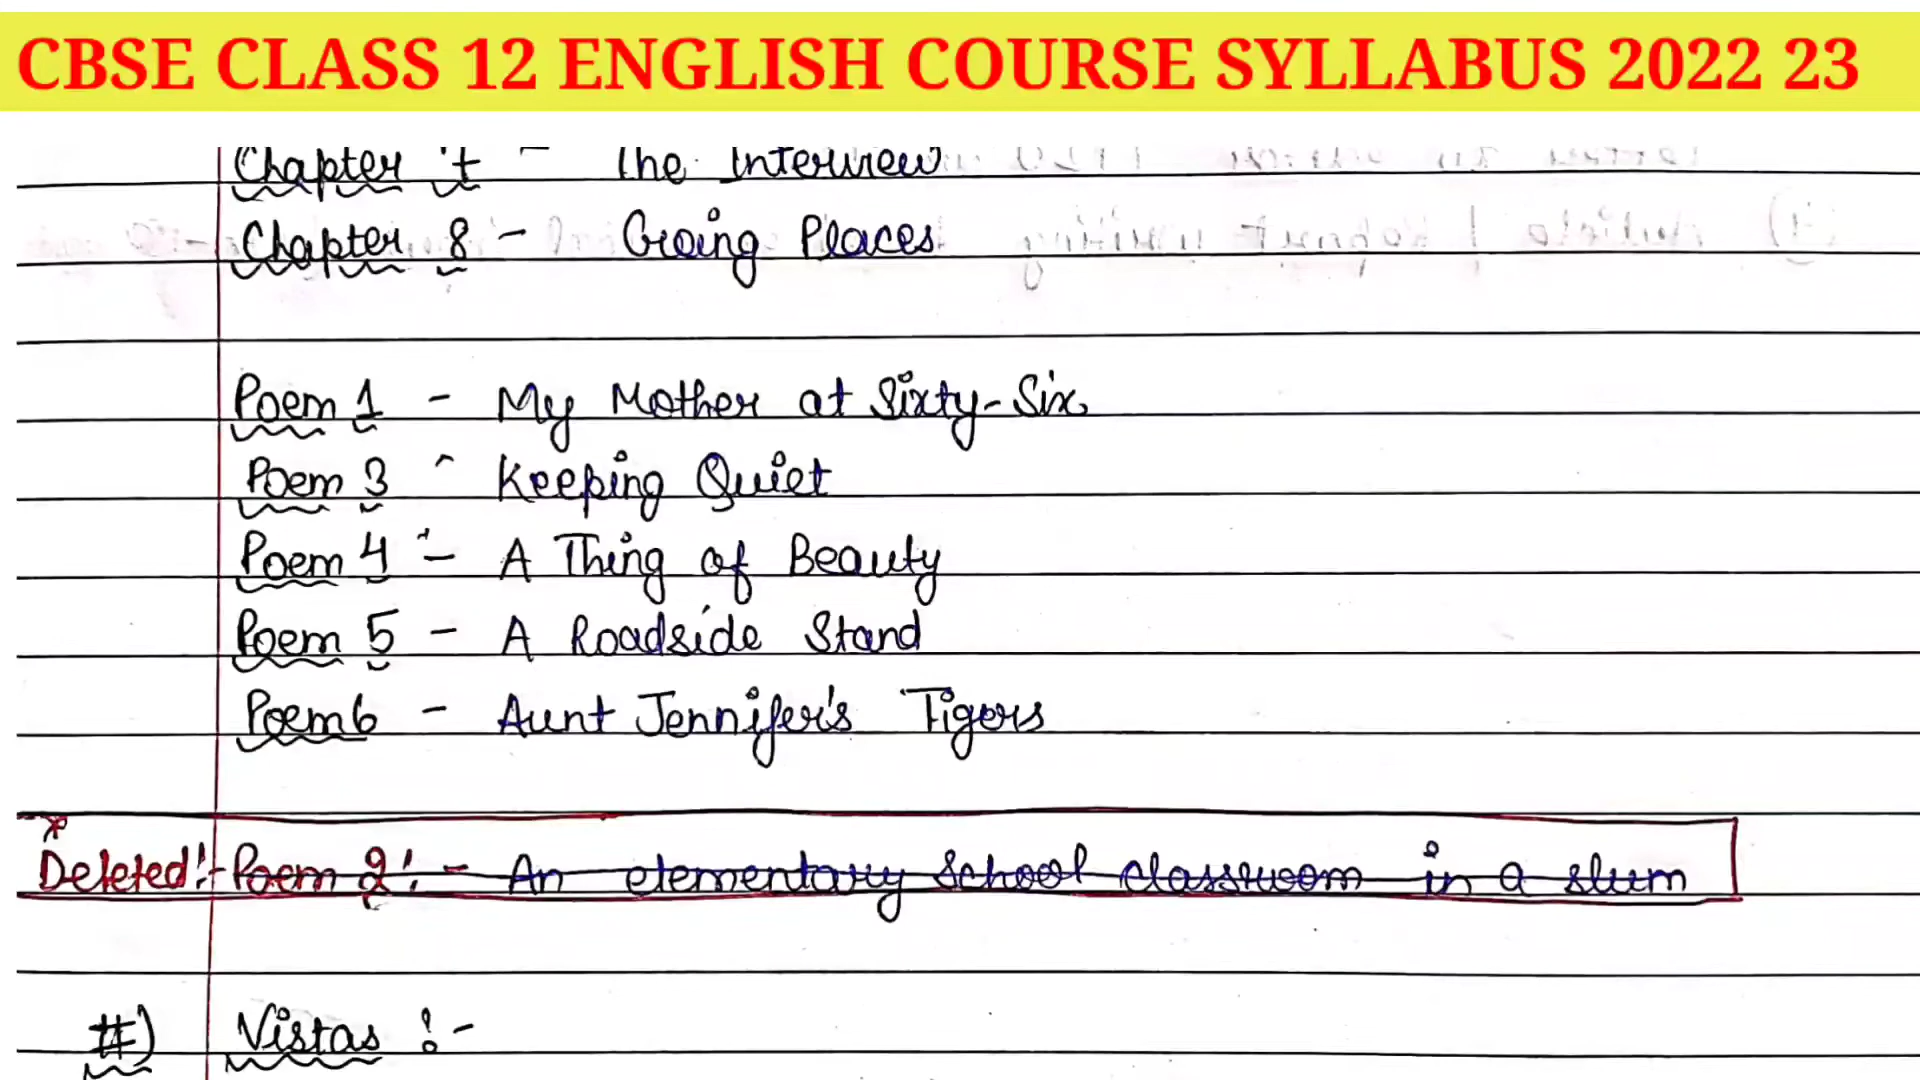 CBSE CLASS 12 ENGLISH COURSE SYLLABUS 2022 23
Chapter 7 - The Interview
Chapter 8 - Going Places
Poem 1 - My Mother at Sixty-Six
Poem 3 - Keeping Quiet
Poem 4 :- A Thing of Beauty
Poem 5 - A Roadside Stand
Poem 6 - Aunt Jennifer's Tigers
*
Deleted:- Poem 2:- An elementary School classroom in a slum
#) Vistas :-